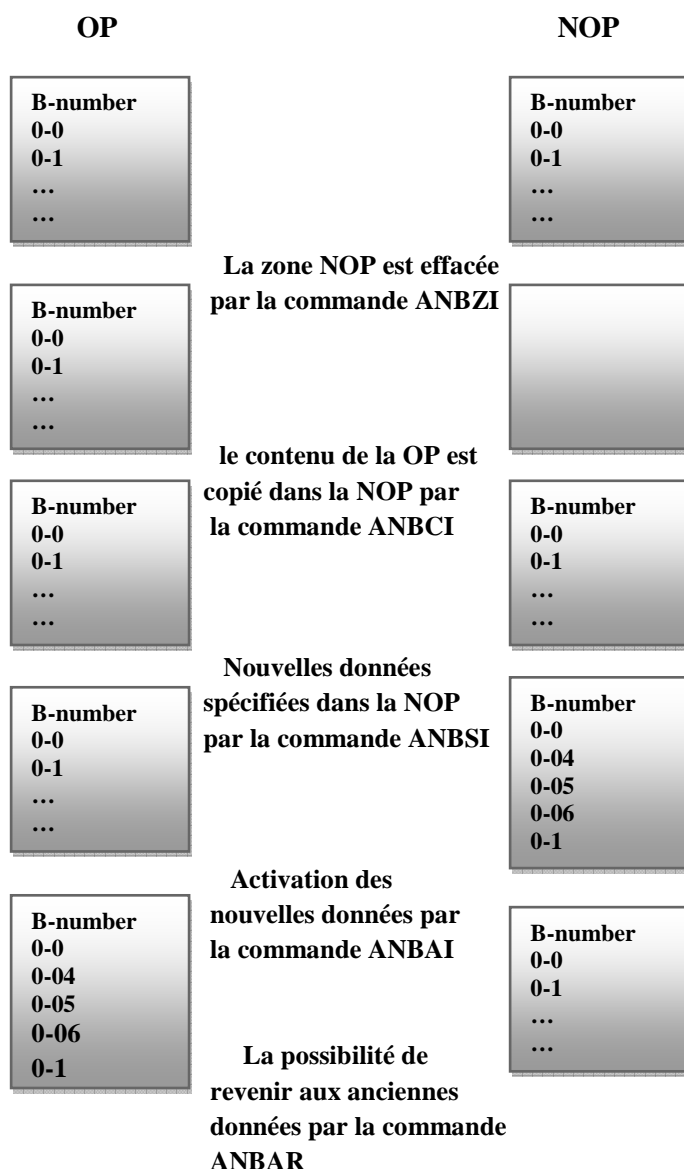 OP
NOP
B-number
0-0
0-1
…
…
B-number
0-0
0-1
…
…
La zone NOP est effacée
par la commande ANBZI
B-number
0-0
0-1
…
…
le contenu de la OP est
copié dans la NOP par
la commande ANBCI
B-number
0-0
0-1
…
…
B-number
0-0
0-1
…
…
Nouvelles données
spécifiées dans la NOP
par la commande ANBSI
B-number
0-0
0-1
…
…
B-number
0-0
0-04
0-05
0-06
0-1
Activation des
nouvelles données par
la commande ANBAI
B-number
0-0
0-04
0-05
0-06
0-1
B-number
0-0
0-1
…
…
La possibilité de
revenir aux anciennes
données par la commande
ANBAR